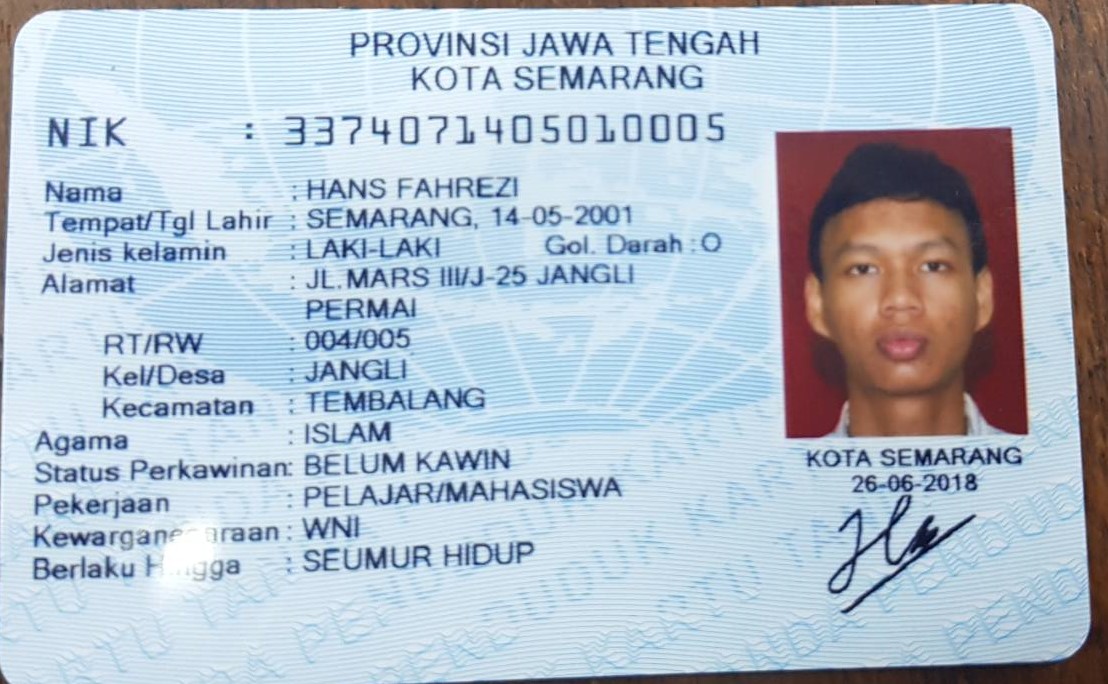 PROVINSI JAWA TENGAH
KOTA SEMARANG
NIK : 3374071405010005
Nama : HANS FAHREZI
Tempat/Tgl Lahir : SEMARANG, 14-05-2001
Jenis kelamin : LAKI-LAKI Gol. Darah : O
Alamat : JL. MARS III/J-25 JANGLI
PERMAI
RT/RW : 004/005
Kel/Desa : JANGLI
Kecamatan : TEMBALANG
Agama : ISLAM
Status Perkawinan: BELUM KAWIN
Pekerjaan : PELAJAR/MAHASISWA
Kewarganegaraan : WNI
Berlaku Hingga : SEUMUR HIDUP
KOTA SEMARANG
26-06-2018